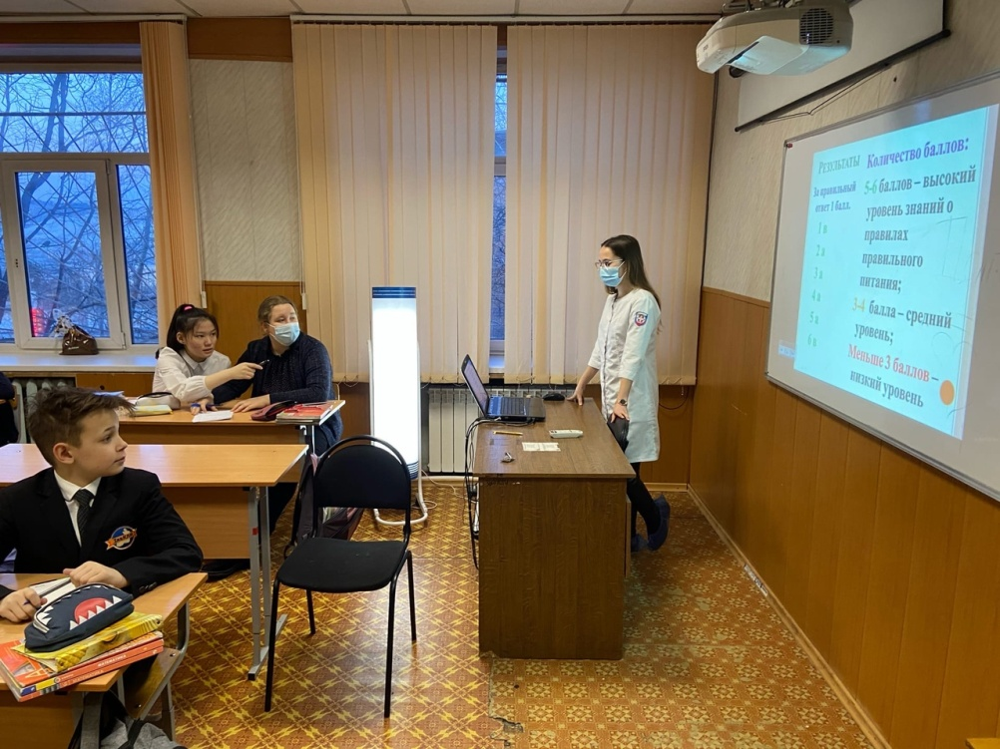 Результаты
За правильный
ответ 1 балл.
1 в
2 в
3 а
4 в
5 а
6 в
Количество баллов:
5-6 баллов – высокий
уровень знаний о
правилах
правильного
питания;
3-4 балла – средний
уровень;
Меньше 3 баллов –
низкий уровень